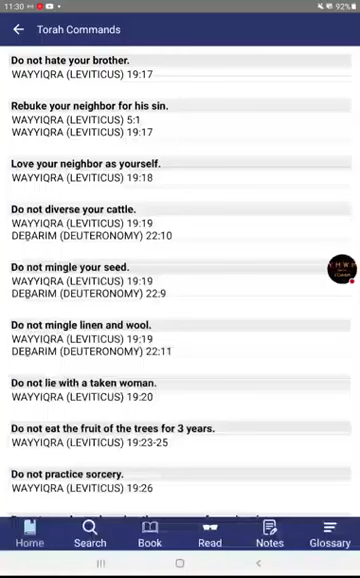 11:30
92%
Torah Commands
Do not hate your brother.
WAYYIQRA (LEVITICUS) 19:17
Rebuke your neighbor for his sin.
WAYYIQRA (LEVITICUS) 5:1
WAYYIQRA (LEVITICUS) 19:17
Love your neighbor as yourself.
WAYYIQRA (LEVITICUS) 19:18
Do not diverse your cattle.
WAYYIQRA (LEVITICUS) 19:19
DEḆARIM (DEUTERONOMY) 22:10
Do not mingle your seed.
WAYYIQRA (LEVITICUS) 19:19
DEḆARIM (DEUTERONOMY) 22:9
Do not mingle linen and wool.
WAYYIQRA (LEVITICUS) 19:19
DEḆARIM (DEUTERONOMY) 22:11
Do not lie with a taken woman.
WAYYIQRA (LEVITICUS) 19:20
Do not eat the fruit of the trees for 3 years.
WAYYIQRA (LEVITICUS) 19:23-25
Do not practice sorcery.
WAYYIQRA (LEVITICUS) 19:26
Home Search Book Read Notes Glossary